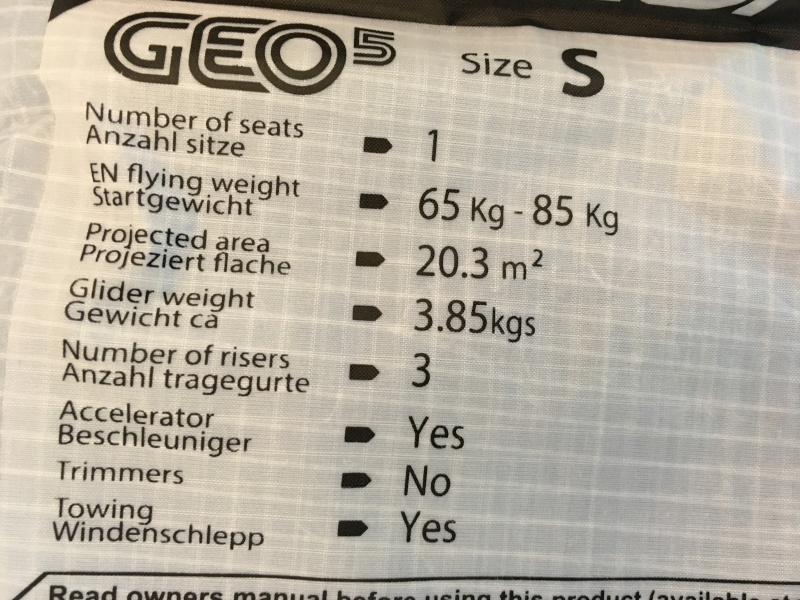 GEO5 Size S
Number of seats
Anzahl sitze 1
EN flying weight
Startgewicht 65 Kg - 85 Kg
Projected area
Projeziert flache 20.3 m²
Glider weight
Gewicht ca 3.85kgs
Number of risers
Anzahl tragegurte 3
Accelerator
Beschleuniger Yes
Trimmers No
Towing
Windenschlepp Yes
Read owners manual before using this product (available